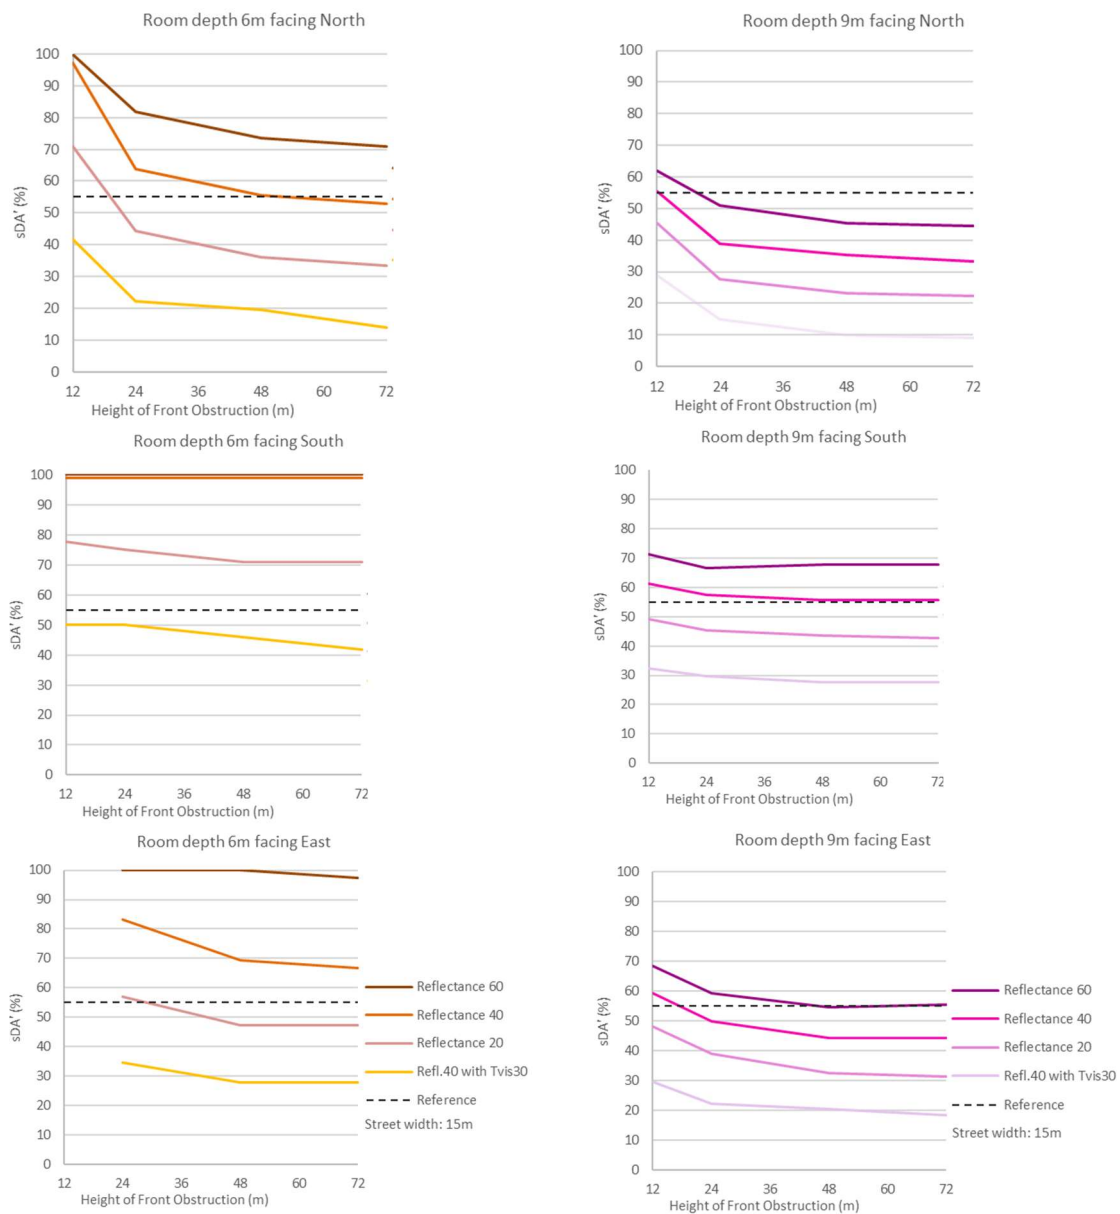 Room depth 6m facing North
100
90
80
70
60
50
40
30
20
10
0
sDA’ (%)
12 24 36 48 60 72
Height of Front Obstruction (m)
Room depth 9m facing North
100
90
80
70
60
50
40
30
20
10
0
sDA’ (%)
12 24 36 48 60 72
Height of Front Obstruction (m)
Room depth 6m facing South
100
90
80
70
60
50
40
30
20
10
0
sDA’ (%)
12 24 36 48 60 72
Height of Front Obstruction (m)
Room depth 9m facing South
100
90
80
70
60
50
40
30
20
10
0
sDA’ (%)
12 24 36 48 60 72
Height of Front Obstruction (m)
Room depth 6m facing East
100
90
80
70
60
50
40
30
20
10
0
sDA’ (%)
12 24 36 48 60 72
Height of Front Obstruction (m)
Reflectance 60
Reflectance 40
Reflectance 20
Refl.40 with Tvis30
Reference
Street width: 15m
Room depth 9m facing East
100
90
80
70
60
50
40
30
20
10
0
sDA’ (%)
12 24 36 48 60 72
Height of Front Obstruction (m)
Reflectance 60
Reflectance 40
Reflectance 20
Refl.40 with Tvis30
Reference
Street width: 15m